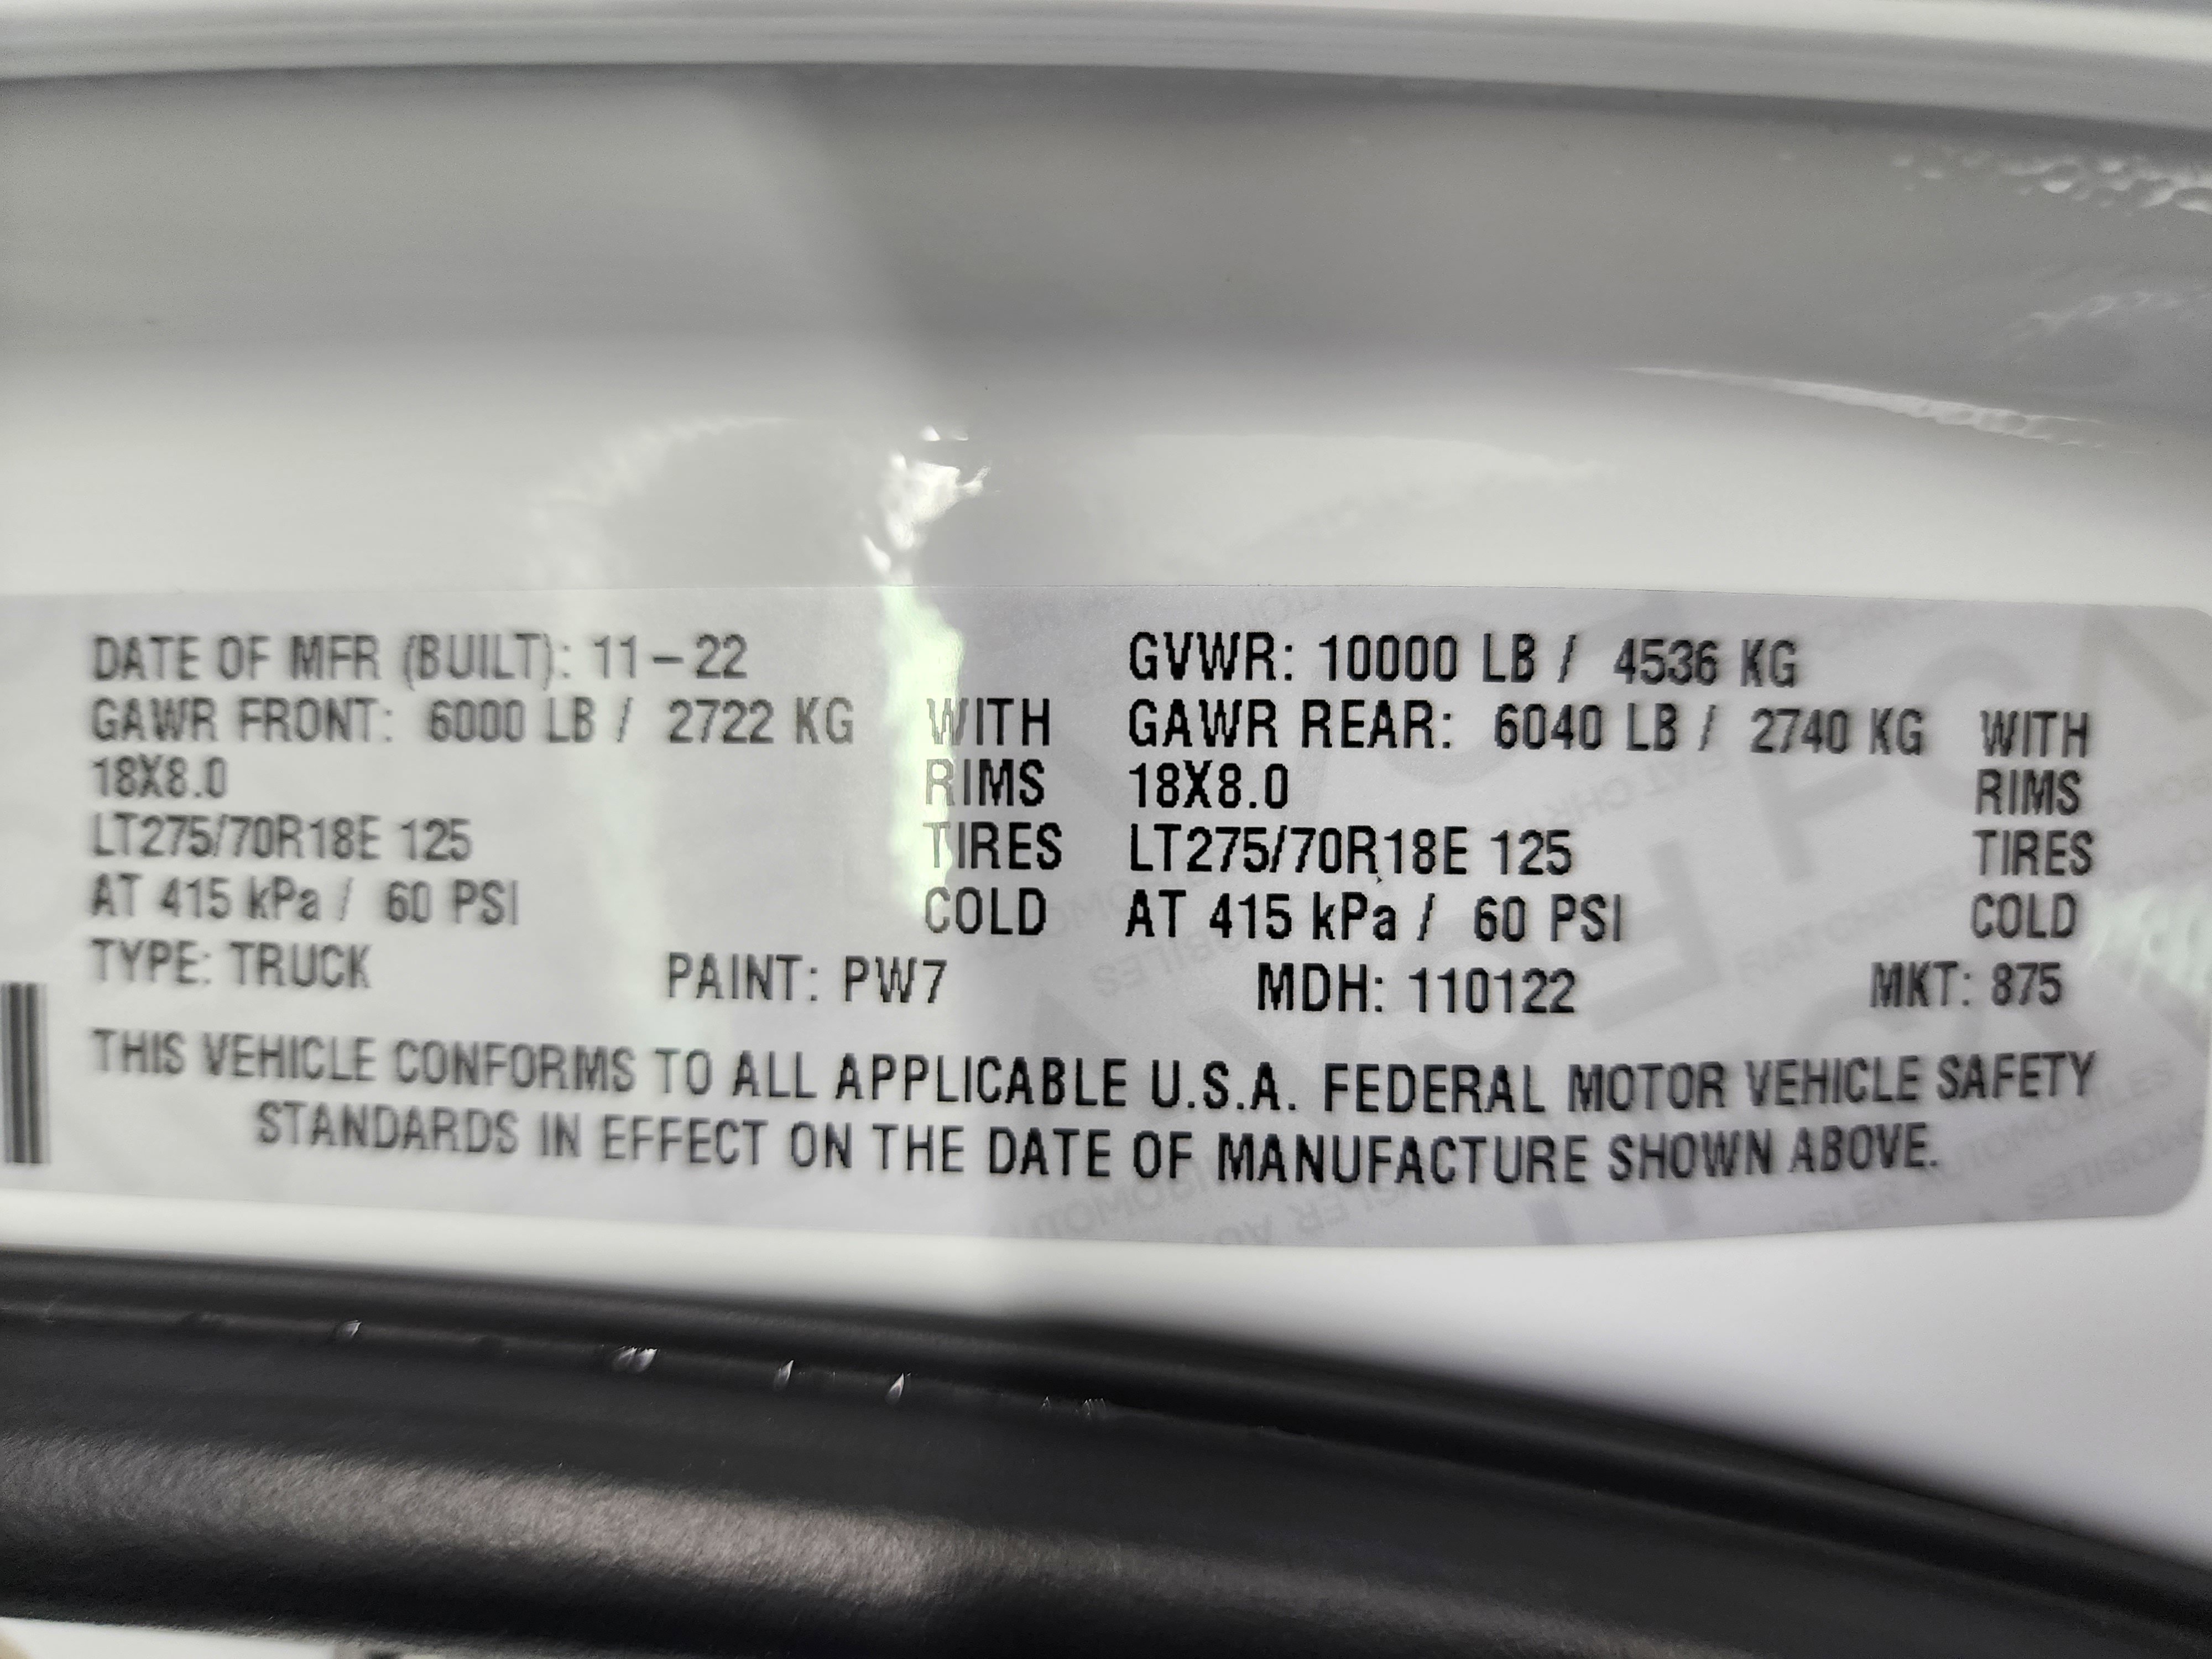 DATE OF MFR (BUILT): 11-22 GVWR: 10000 LB / 4536 KG
GAWR FRONT: 6000 LB / 2722 KG WITH GAWR REAR: 6040 LB / 2740 KG WITH
18X8.0 RIMS 18X8.0 RIMS
LT275/70R18E 125 TIRES LT275/70R18E 125 TIRES
AT 415 kPa / 60 PSI COLD AT 415 kPa / 60 PSI COLD
TYPE: TRUCK PAINT: PW7 MDH: 110122 MKT: 875
THIS VEHICLE CONFORMS TO ALL APPLICABLE U.S.A. FEDERAL MOTOR VEHICLE SAFETY
STANDARDS IN EFFECT ON THE DATE OF MANUFACTURE SHOWN ABOVE.